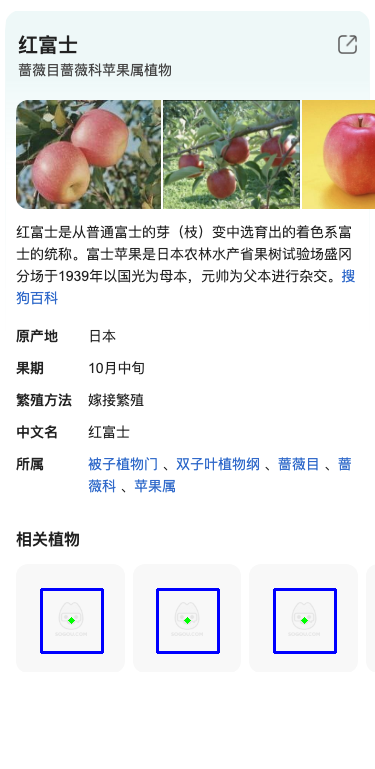 红富士
蔷薇目蔷薇科苹果属植物
红富士是从普通富士的芽（枝）变中选育出的着色系富
士的统称。富士苹果是日本农林水产省果树试验场盛冈
分场于1939年以国光为母本，元帅为父本进行杂交。搜
狗百科
原产地 日本
果期 10月中旬
繁殖方法 嫁接繁殖
中文名 红富士
所属 被子植物门 、双子叶植物纲 、蔷薇目 、蔷
薇科 、苹果属
相关植物